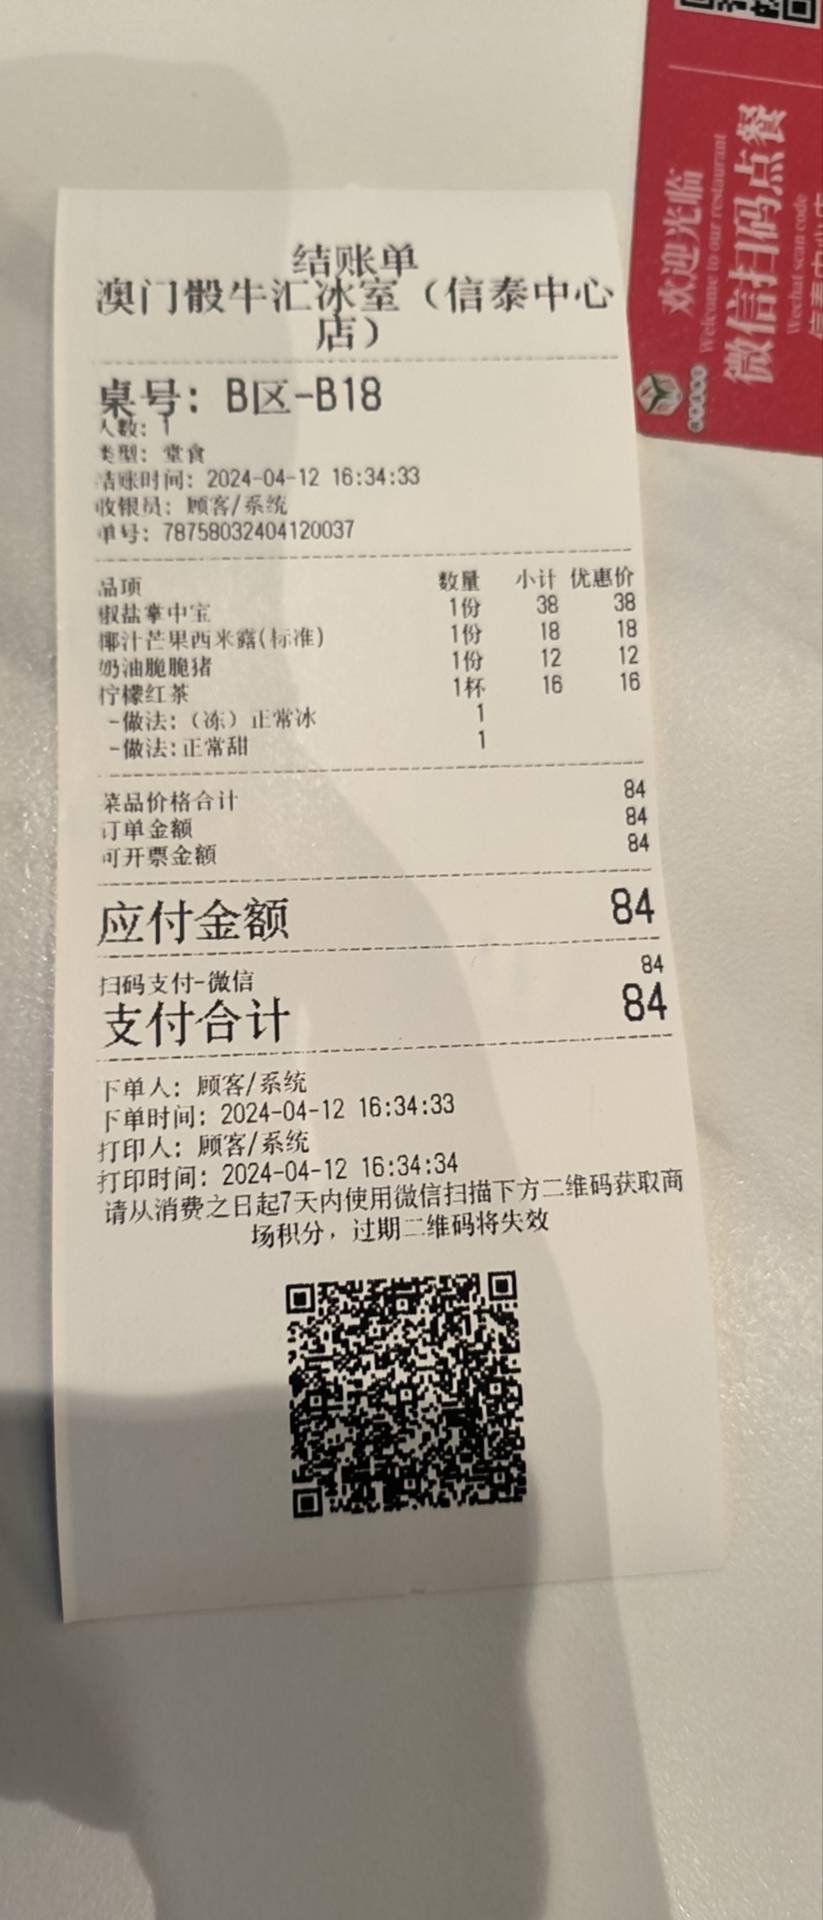 结账单
澳门骰牛汇冰室（信泰中心
店）
桌号：B区-B18
人数：1
类型：堂食
结账时间：2024-04-12 16:34:33
收银员：顾客/系统
单号：78758032404120037
品项 数量 小计 优惠价
椒盐掌中宝 1份 38 38
椰汁芒果西米露(标准) 1份 18 18
奶油脆脆猪 1份 12 12
柠檬红茶 1杯 16 16
-做法：（冻）正常冰 1
-做法:正常甜 1
菜品价格合计 84
订单金额 84
可开票金额 84
应付金额 84
扫码支付-微信 84
支付合计 84
下单人：顾客/系统
下单时间：2024-04-12 16:34:33
打印人：顾客/系统
打印时间：2024-04-12 16:34:34
请从消费之日起7天内使用微信扫描下方二维码获取商
场积分，过期二维码将失效
欢迎光临
Welcome to our restaurant
微信扫码点餐
Wechat scan code